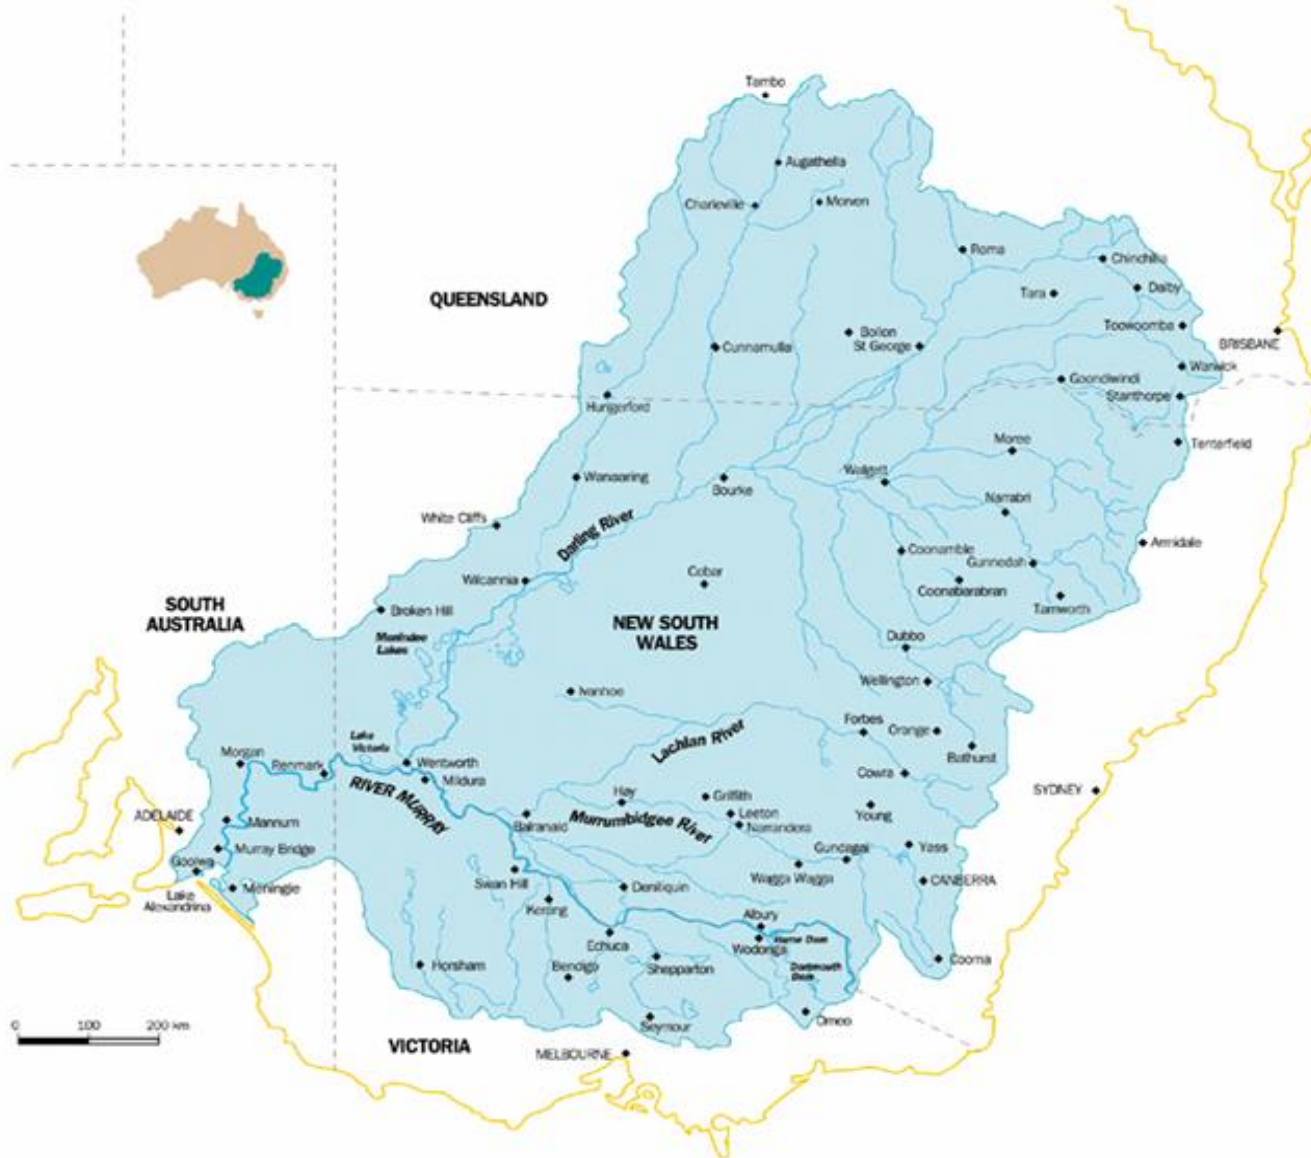 Tambo
Augathella
Charleville
Morven
Roma
Chinchilla
QUEENSLAND
Tara
Dalby
Bollon
Toowoomba
Cunnamulla
St George
BRISBANE
Warwick
Goondiwindi
Hungerford
Stanthorpe
Moree
Tenterfield
Wanaaring
Bourke
Walgett
Narrabri
White Cliffs
Darling River
Coonamble
Armidale
Gunnedah
Wilcannia
Cobar
Coonabarabran
Tamworth
SOUTH
AUSTRALIA
Broken Hill
NEW SOUTH
WALES
Menindee
Lakes
Dubbo
Wellington
Ivanhoe
Forbes
Orange
Lachlan River
Lake
Victoria
Morgan
Renmark
Wentworth
Bathurst
Mildura
Cowra
RIVER MURRAY
Hay
Griffith
SYDNEY
ADELAIDE
Mannum
Balranald
Murrumbidgee River
Leeton
Narrandera
Young
Murray Bridge
Goolwa
Gundagai
Yass
Swan Hill
Wagga Wagga
CANBERRA
Meningie
Lake
Alexandrina
Deniliquin
Kerang
Albury
Echuca
Wodonga
Hume Dam
Horsham
Bendigo
Shepparton
Dartmouth
Dam
Cooma
0 100 200 km
Seymour
Omeo
VICTORIA
MELBOURNE